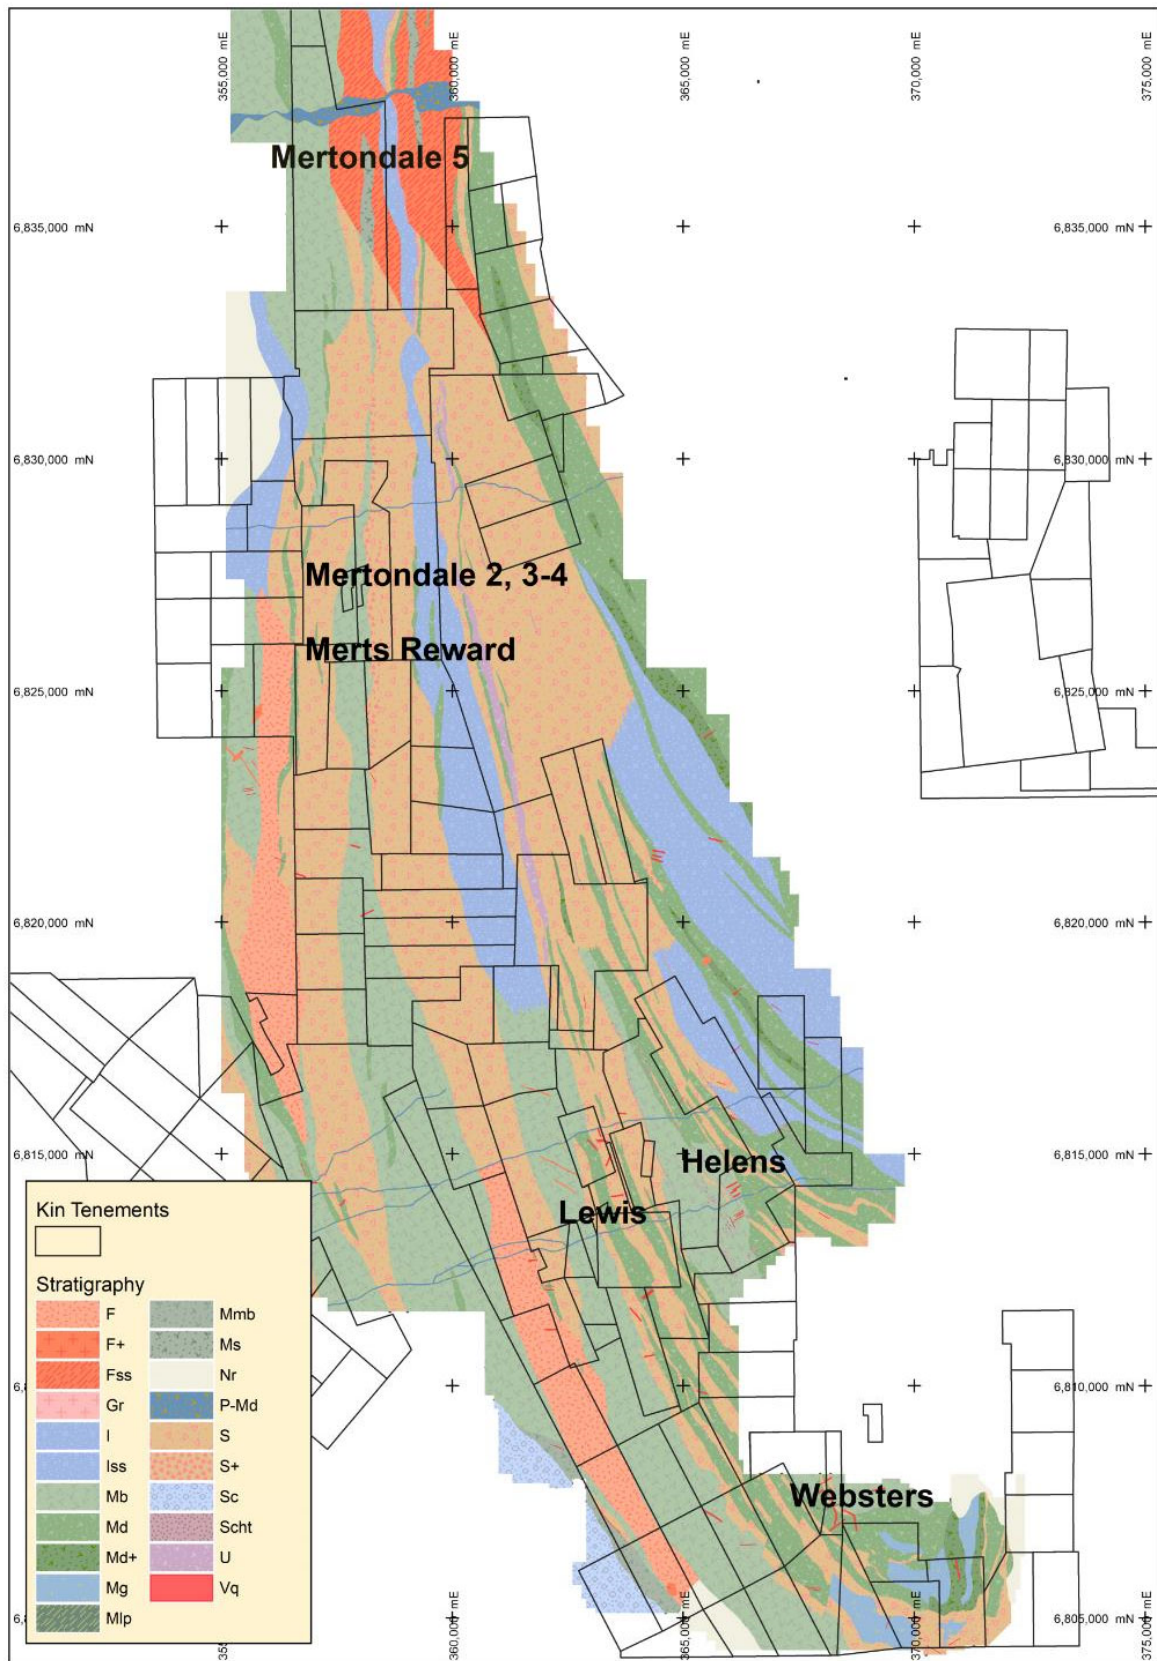 355,000 mE
360,000 mE
365,000 mE
370,000 mE
375,000 mE
Mertondale 5
6,835,000 mN
6,835,000 mN
6,830,000 mN
6,830,000 mN
Mertondale 2, 3-4
Merts Reward
6,825,000 mN
6,825,000 mN
6,820,000 mN
6,820,000 mN
6,815,000 mN
6,815,000 mN
Helens
Lewis
Kin Tenements
Stratigraphy
F
F+
Fss
Gr
I
Iss
Mb
Md
Md+
Mg
Mlp
Mmb
Ms
Nr
P-Md
S
S+
Sc
Scht
U
Vq
6,810,000 mN
Websters
6,805,000 mN
360,000 mE
365,000 mE
370,000 mE
375,000 mE